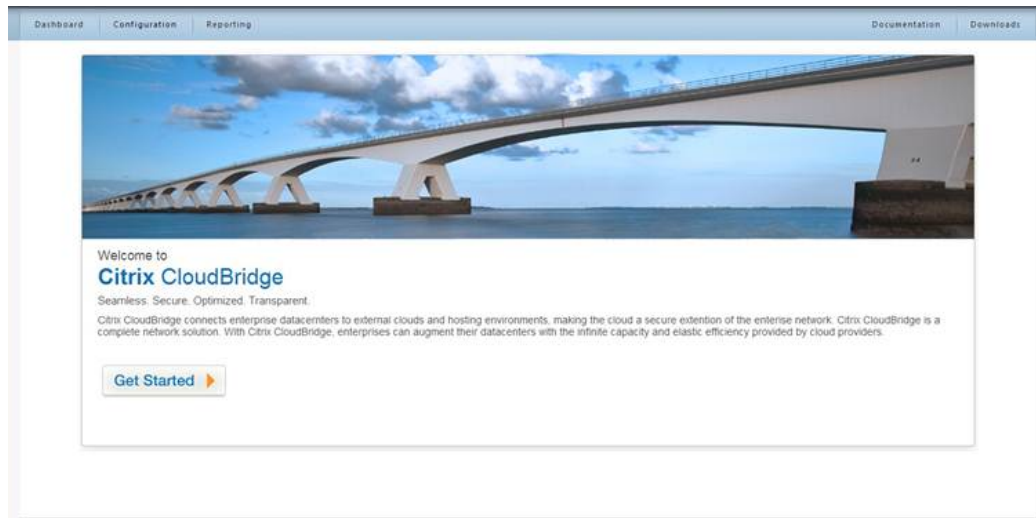 Dashboard Configuration Reporting Documentation Downloads
Welcome to
Citrix CloudBridge
Seamless. Secure. Optimized. Transparent.
Citrix CloudBridge connects enterprise datacernters to external clouds and hosting environments, making the cloud a secure extention of the enterise network. Citrix CloudBridge is a
complete network solution. With Citrix CloudBridge, enterprises can augment their datacenters with the infinite capacity and elastic efficiency provided by cloud providers.
Get Started